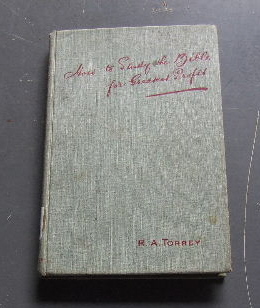 How to Study the Bible
for Greatest Profit
R. A. TORREY